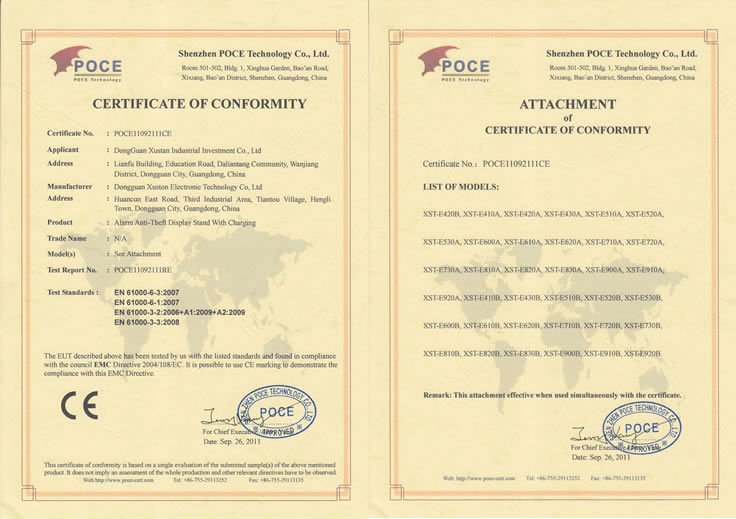 POCE
POCE Technology
Shenzhen POCE Technology Co., Ltd.
Room 501-502, Bldg. 1, Xinghua Garden, Bao'an Road,
Xixiang, Bao'an District, Shenzhen, Guangdong, China
CERTIFICATE OF CONFORMITY
Certificate No. : POCE11092111CE
Applicant : DongGuan Xustan Industrial Investment Co., Ltd
Address : Lianfu Building, Education Road, Daliantang Community, Wanjiang
District, Dongguan City, Guangdong, China
Manufacturer : Dongguan Xuston Electronic Technology Co, Ltd
Address : Huancun East Road, Third Industrial Area, Tiantou Village, Hengli
Town, Dongguan City, Guangdong, China
Product : Alarm Anti-Theft Display Stand With Charging
Trade Name : N/A
Model(s) : See Attachment
Test Report No. : POCE11092111RE
Test Standards : EN 61000-6-3:2007
EN 61000-6-1:2007
EN 61000-3-2:2006+A1:2009+A2:2009
EN 61000-3-3:2008
The EUT described above has been tested by us with the listed standards and found in compliance
with the council EMC Directive 2004/108/EC. It is possible to use CE marking to demonstrate
the compliance with this EMC Directive.
CE
SHEN ZHEN POCE TECHNOLOGY CO., LTD.
POCE
APPROVED
For Chief Executive
Date: Sep. 26, 2011
This certificate of conformity is based on a single evaluation of the submitted sample(s) of the above mentioned
product. It does not imply an assessment of the whole production and other relevant directives have to be observed.
Web: http://www.poce-cert.com Tel: +86-755-29113252 Fax: +86-755-29113135
POCE
POCE Technology
Shenzhen POCE Technology Co., Ltd.
Room 501-502, Bldg. 1, Xinghua Garden, Bao'an Road,
Xixiang, Bao'an District, Shenzhen, Guangdong, China
ATTACHMENT
of
CERTIFICATE OF CONFORMITY
Certificate No.: POCE11092111CE
LIST OF MODELS:
XST-E420B, XST-E410A, XST-E420A, XST-E430A, XST-E510A, XST-E520A,
XST-E530A, XST-E600A, XST-E610A, XST-E620A, XST-E710A, XST-E720A,
XST-E730A, XST-E810A, XST-E820A, XST-E830A, XST-E900A, XST-E910A,
XST-E920A, XST-E410B, XST-E430B, XST-E510B, XST-E520B, XST-E530B,
XST-E600B, XST-E610B, XST-E620B, XST-E710B, XST-E720B, XST-E730B,
XST-E810B, XST-E820B, XST-E830B, XST-E900B, XST-E910B, XST-E920B.
Remark: This attachment effective when used simultaneously with the certificate.
SHEN ZHEN POCE TECHNOLOGY CO., LTD.
POCE
APPROVED
For Chief Executive
Date: Sep. 26, 2011
Web: http://www.poce-cert.com Tel: +86-755-29113252 Fax: +86-755-29113135